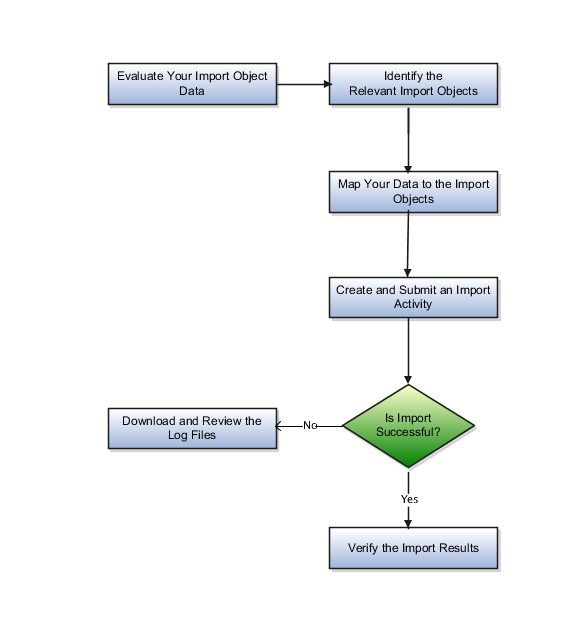 Evaluate Your Import Object
Data
Identify the
Relevant Import Objects
Map Your Data to the Import
Objects
Create and Submit an Import
Activity
Is Import
Successful?
No
Download and Review the
Log Files
Yes
Verify the Import Results